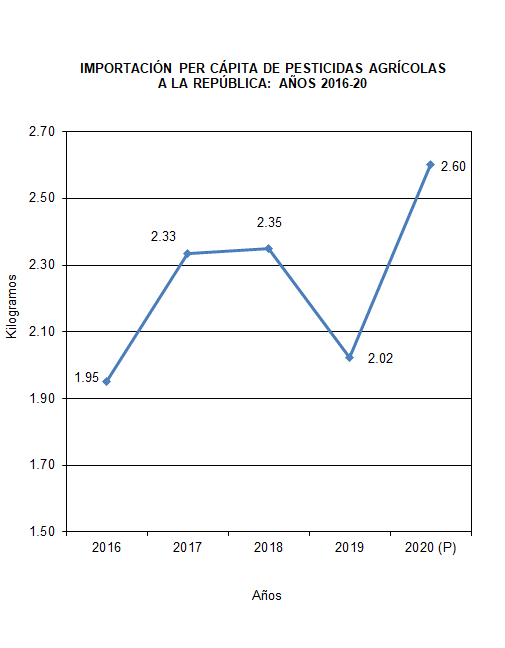 IMPORTACIÓN PER CÁPITA DE PESTICIDAS AGRÍCOLAS
A LA REPÚBLICA: AÑOS 2016-20
2.70
2.60
2.50
2.35
2.33
2.30
Kilogramos
2.10
2.02
1.95
1.90
1.70
1.50
2016 2017 2018 2019 2020 (P)
Años